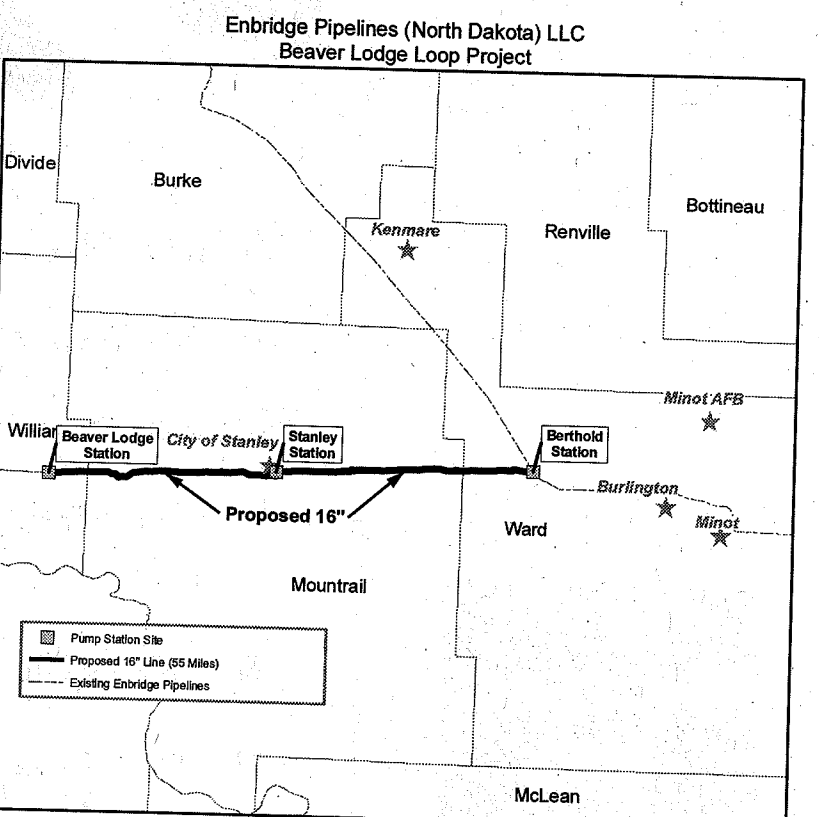 Enbridge Pipelines (North Dakota) LLC
Beaver Lodge Loop Project
Divide
Burke
Bottineau
Renville
Kenmare
Minot AFB
Willian
Beaver Lodge
Station
City of Stanley
Stanley
Station
Berthold
Station
Burlington
Proposed 16"
Minot
Ward
Mountrail
Pump Station Site
Proposed 16" Line (55 Miles)
Existing Enbridge Pipelines
McLean